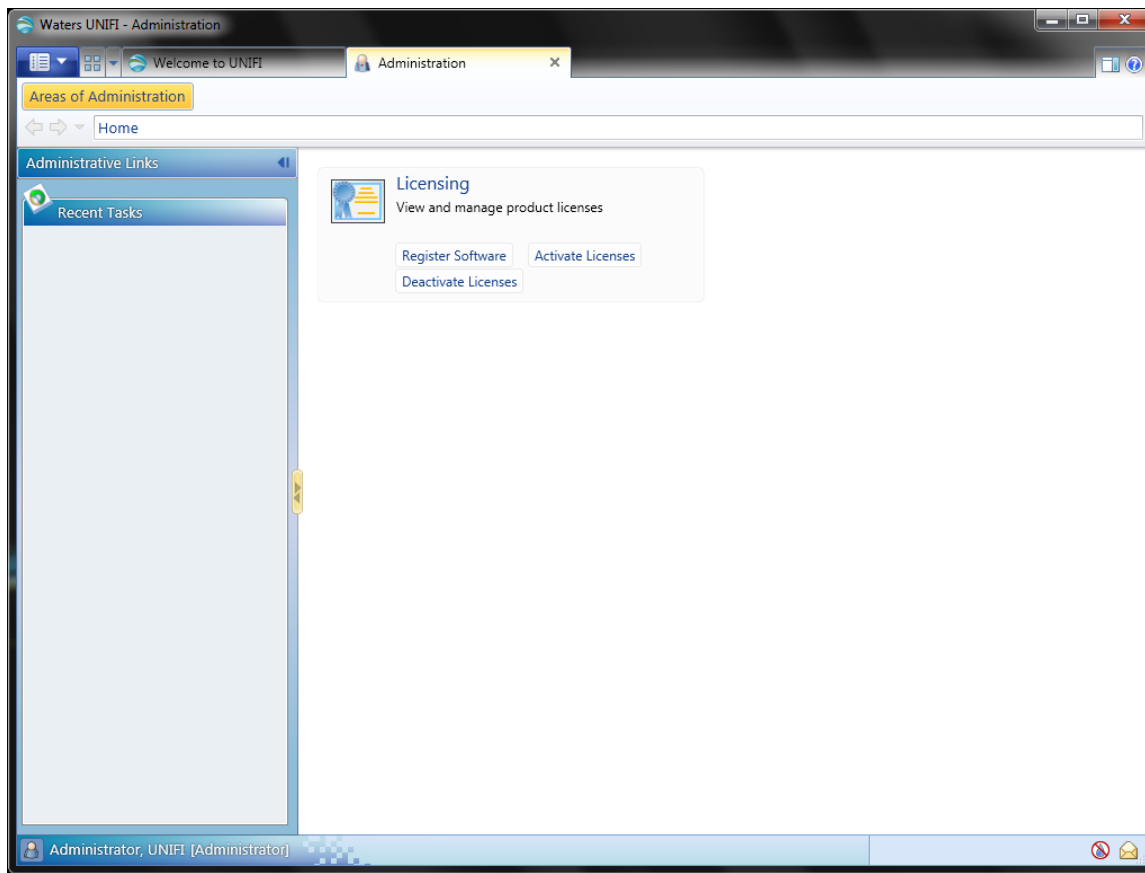 Waters UNIFI - Administration
Welcome to UNIFI
Administration
Areas of Administration
Home
Administrative Links
Recent Tasks
Licensing
View and manage product licenses
Register Software
Activate Licenses
Deactivate Licenses
Administrator, UNIFI [Administrator]